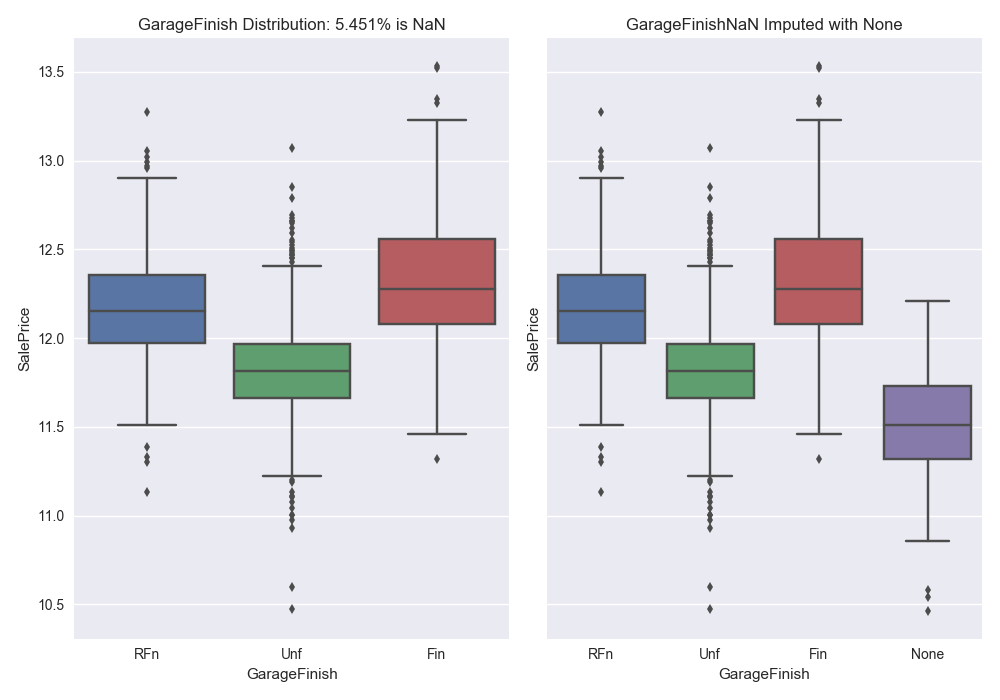 GarageFinish Distribution: 5.451% is NaN
GarageFinishNaN Imputed with None
13.5
13.0
12.5
12.0
11.5
11.0
10.5
SalePrice
SalePrice
RFn Unf Fin
RFn Unf Fin None
GarageFinish
GarageFinish